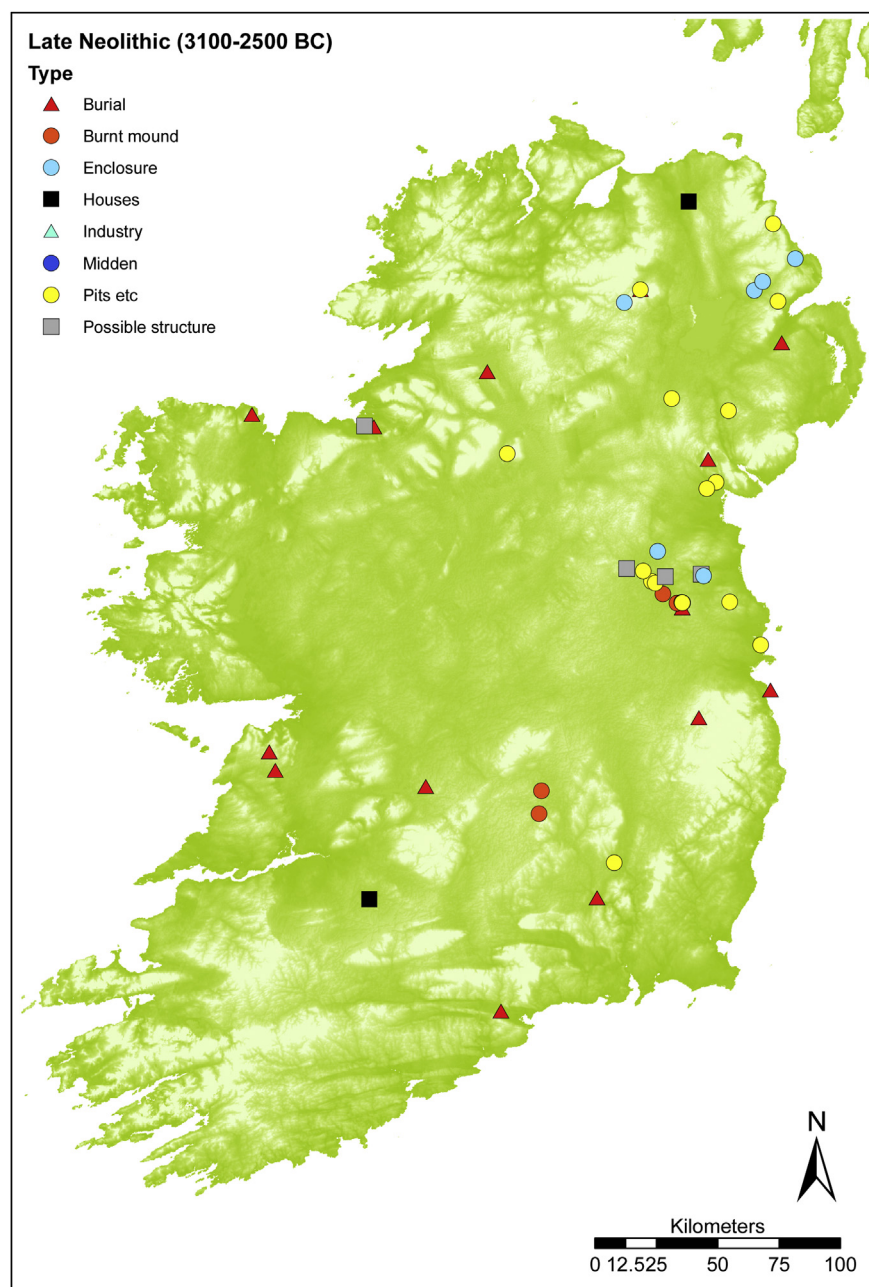 Late Neolithic (3100-2500 BC)
Type
Burial
Burnt mound
Enclosure
Houses
Industry
Midden
Pits etc
Possible structure
N
Kilometers
0 12.525 50 75 100